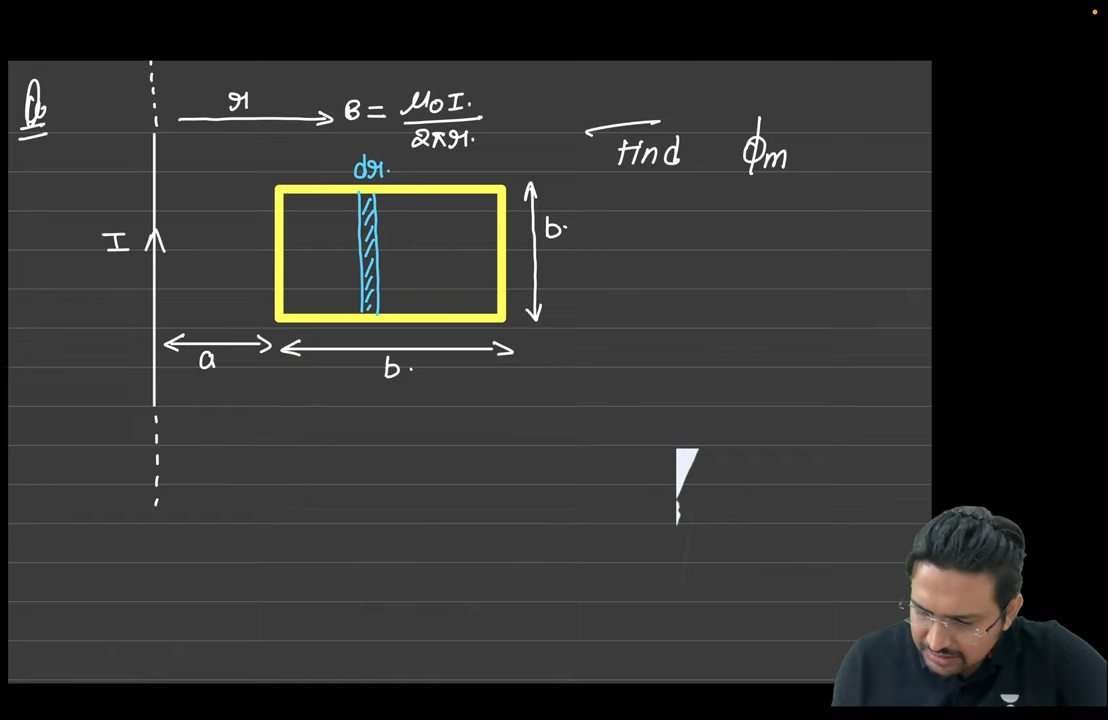 Q
r B = μ₀I. / 2πr.
Find ϕm
dr.
I
b.
a
b.